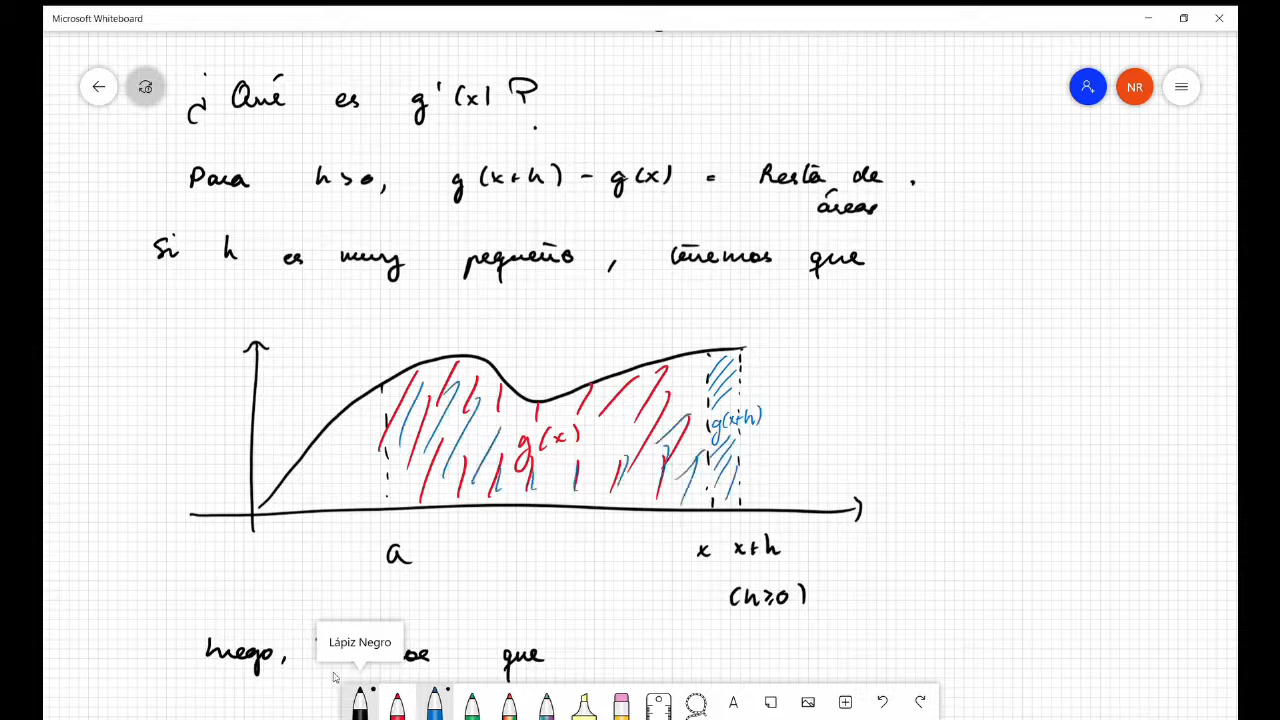 Microsoft Whiteboard
¿Qué es g'(x)?
Para h>0, g(x+h) - g(x) = Resta de áreas.
Si h es muy pequeño, tenemos que
g(x)
g(x+h)
a
x x+h
(h≥0)
Luego, que
Lápiz Negro
NR
A